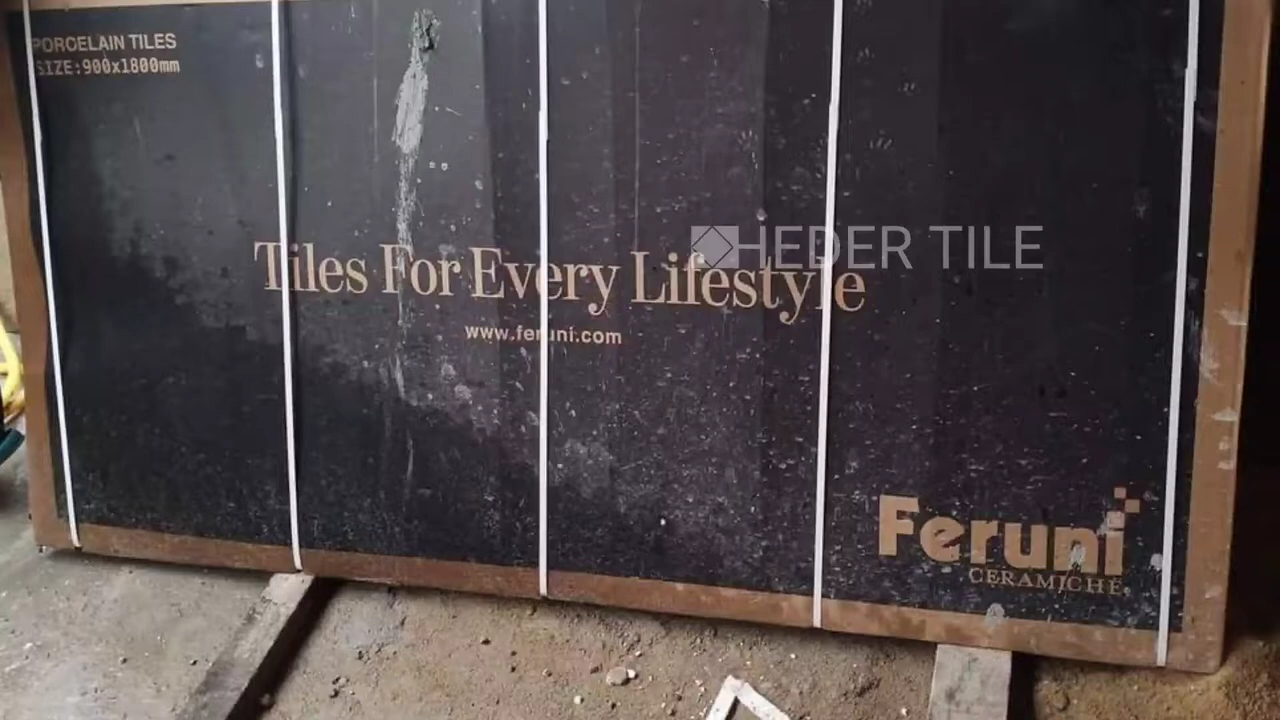 PORCELAIN TILES
SIZE:900x1800mm
HEDER TILE
Tiles For Every Lifestyle
www.feruni.com
Feruni
CERAMICHE